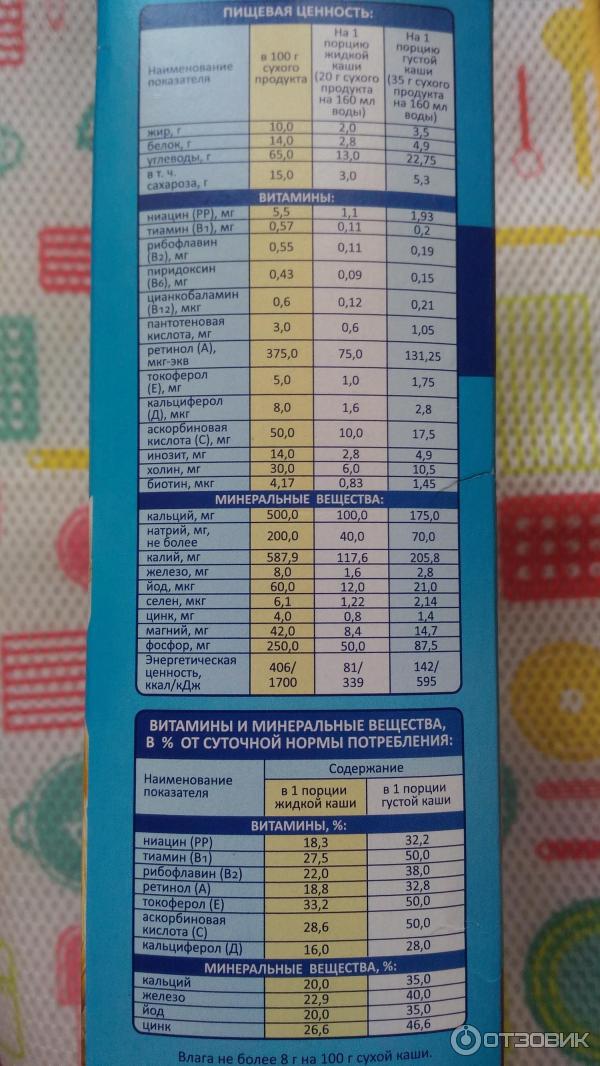 ПИЩЕВАЯ ЦЕННОСТЬ:
Наименование показателя | в 100 г сухого продукта | На 1 порцию жидкой каши (20 г сухого продукта на 160 мл воды) | На 1 порцию густой каши (35 г сухого продукта на 160 мл воды)
жир, г 10,0 2,0 3,5
белок, г 14,0 2,8 4,9
углеводы, г 65,0 13,0 22,75
в т. ч. сахароза, г 15,0 3,0 5,3
ВИТАМИНЫ:
ниацин (PP), мг 5,5 1,1 1,93
тиамин (B1), мг 0,57 0,11 0,2
рибофлавин (B2), мг 0,55 0,11 0,19
пиридоксин (B6), мг 0,43 0,09 0,15
цианкобаламин (B12), мкг 0,6 0,12 0,21
пантотеновая кислота, мг 3,0 0,6 1,05
ретинол (А), мкг-экв 375,0 75,0 131,25
токоферол (Е), мг 5,0 1,0 1,75
кальциферол (Д), мкг 8,0 1,6 2,8
аскорбиновая кислота (С), мг 50,0 10,0 17,5
инозит, мг 14,0 2,8 4,9
холин, мг 30,0 6,0 10,5
биотин, мкг 4,17 0,83 1,45
МИНЕРАЛЬНЫЕ ВЕЩЕСТВА:
кальций, мг 500,0 100,0 175,0
натрий, мг, не более 200,0 40,0 70,0
калий, мг 587,9 117,6 205,8
железо, мг 8,0 1,6 2,8
йод, мкг 60,0 12,0 21,0
селен, мкг 6,1 1,22 2,14
цинк, мг 4,0 0,8 1,4
магний, мг 42,0 8,4 14,7
фосфор, мг 250,0 50,0 87,5
Энергетическая ценность, ккал/кДж 406/1700 81/339 142/595
ВИТАМИНЫ И МИНЕРАЛЬНЫЕ ВЕЩЕСТВА,
В % ОТ СУТОЧНОЙ НОРМЫ ПОТРЕБЛЕНИЯ:
Наименование показателя | Содержание
в 1 порции жидкой каши | в 1 порции густой каши
ВИТАМИНЫ, %:
ниацин (PP) 18,3 32,2
тиамин (B1) 27,5 50,0
рибофлавин (B2) 22,0 38,0
ретинол (А) 18,8 32,8
токоферол (Е) 33,2 50,0
аскорбиновая кислота (С) 28,6 50,0
кальциферол (Д) 16,0 28,0
МИНЕРАЛЬНЫЕ ВЕЩЕСТВА, %:
кальций 20,0 35,0
железо 22,9 40,0
йод 20,0 35,0
цинк 26,6 46,6
Влага не более 8 г на 100 г сухой каши.
ОТЗОВИК